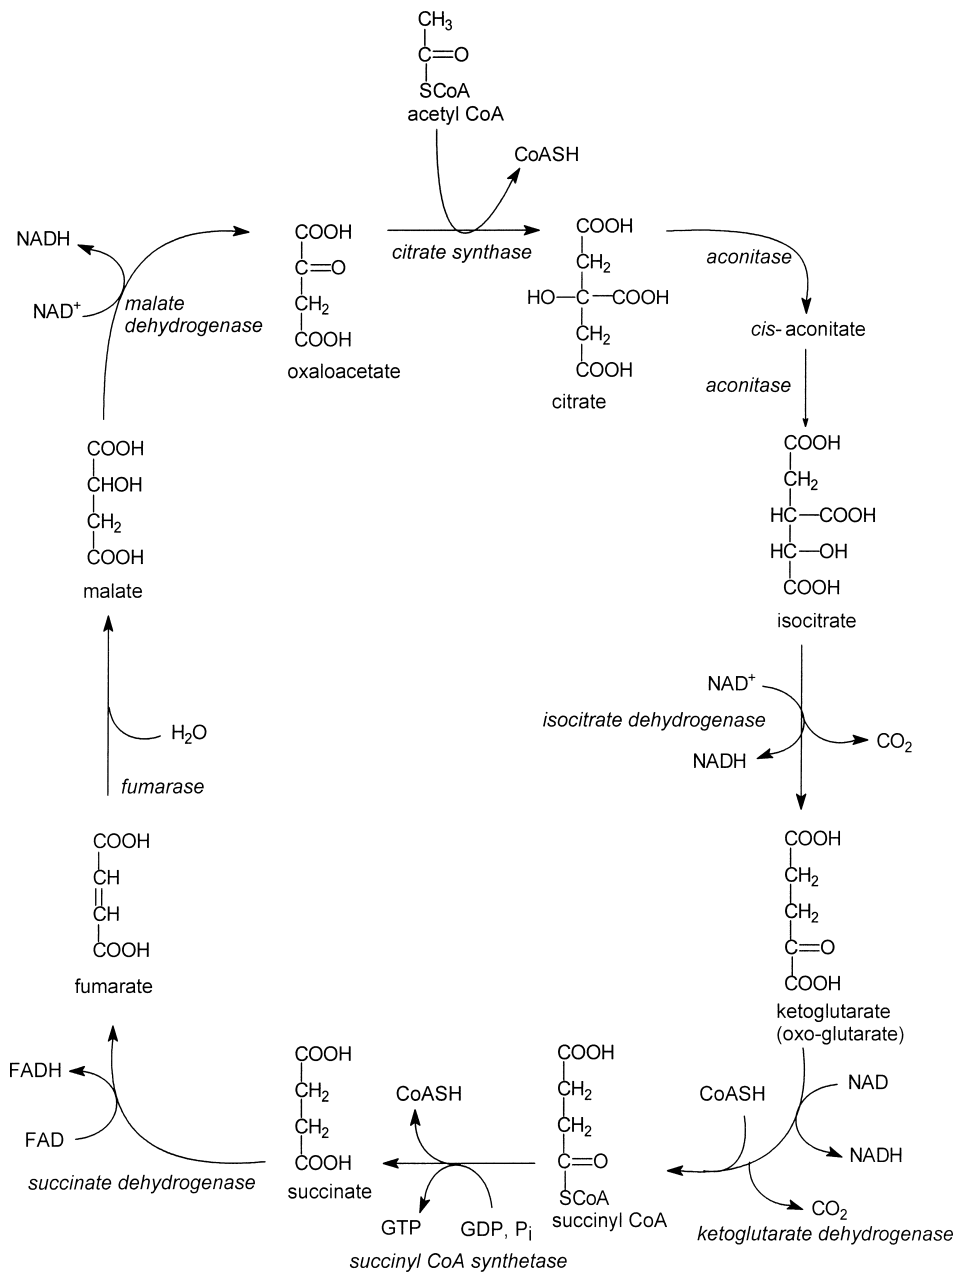 CH3
C=O
SCoA
acetyl CoA
CoASH
citrate synthase
COOH
C=O
CH2
COOH
oxaloacetate
COOH
CH2
HO-C-COOH
CH2
COOH
citrate
aconitase
cis-aconitate
aconitase
COOH
CH2
HC-COOH
HC-OH
COOH
isocitrate
NAD+
isocitrate dehydrogenase
NADH
CO2
COOH
CH2
CH2
C=O
COOH
ketoglutarate
(oxo-glutarate)
NAD
CoASH
NADH
CO2
ketoglutarate dehydrogenase
COOH
CH2
CH2
C=O
SCoA
succinyl CoA
CoASH
GTP
GDP, Pi
succinyl CoA synthetase
COOH
CH2
CH2
COOH
succinate
FADH
FAD
succinate dehydrogenase
COOH
CH
CH
COOH
fumarate
H2O
fumarase
COOH
CHOH
CH2
COOH
malate
NADH
NAD+
malate
dehydrogenase